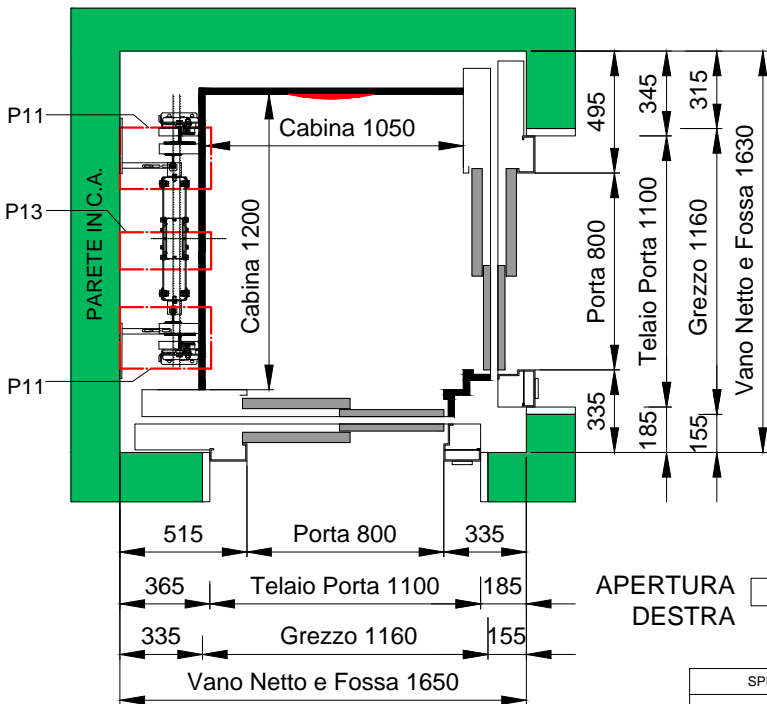 P11
P13
P11
PARETE IN C.A.
Cabina 1050
Cabina 1200
495
Porta 800
335
345
Telaio Porta 1100
185
315
Grezzo 1160
155
Vano Netto e Fossa 1630
515
Porta 800
335
365
Telaio Porta 1100
185
335
Grezzo 1160
155
Vano Netto e Fossa 1650
APERTURA
DESTRA